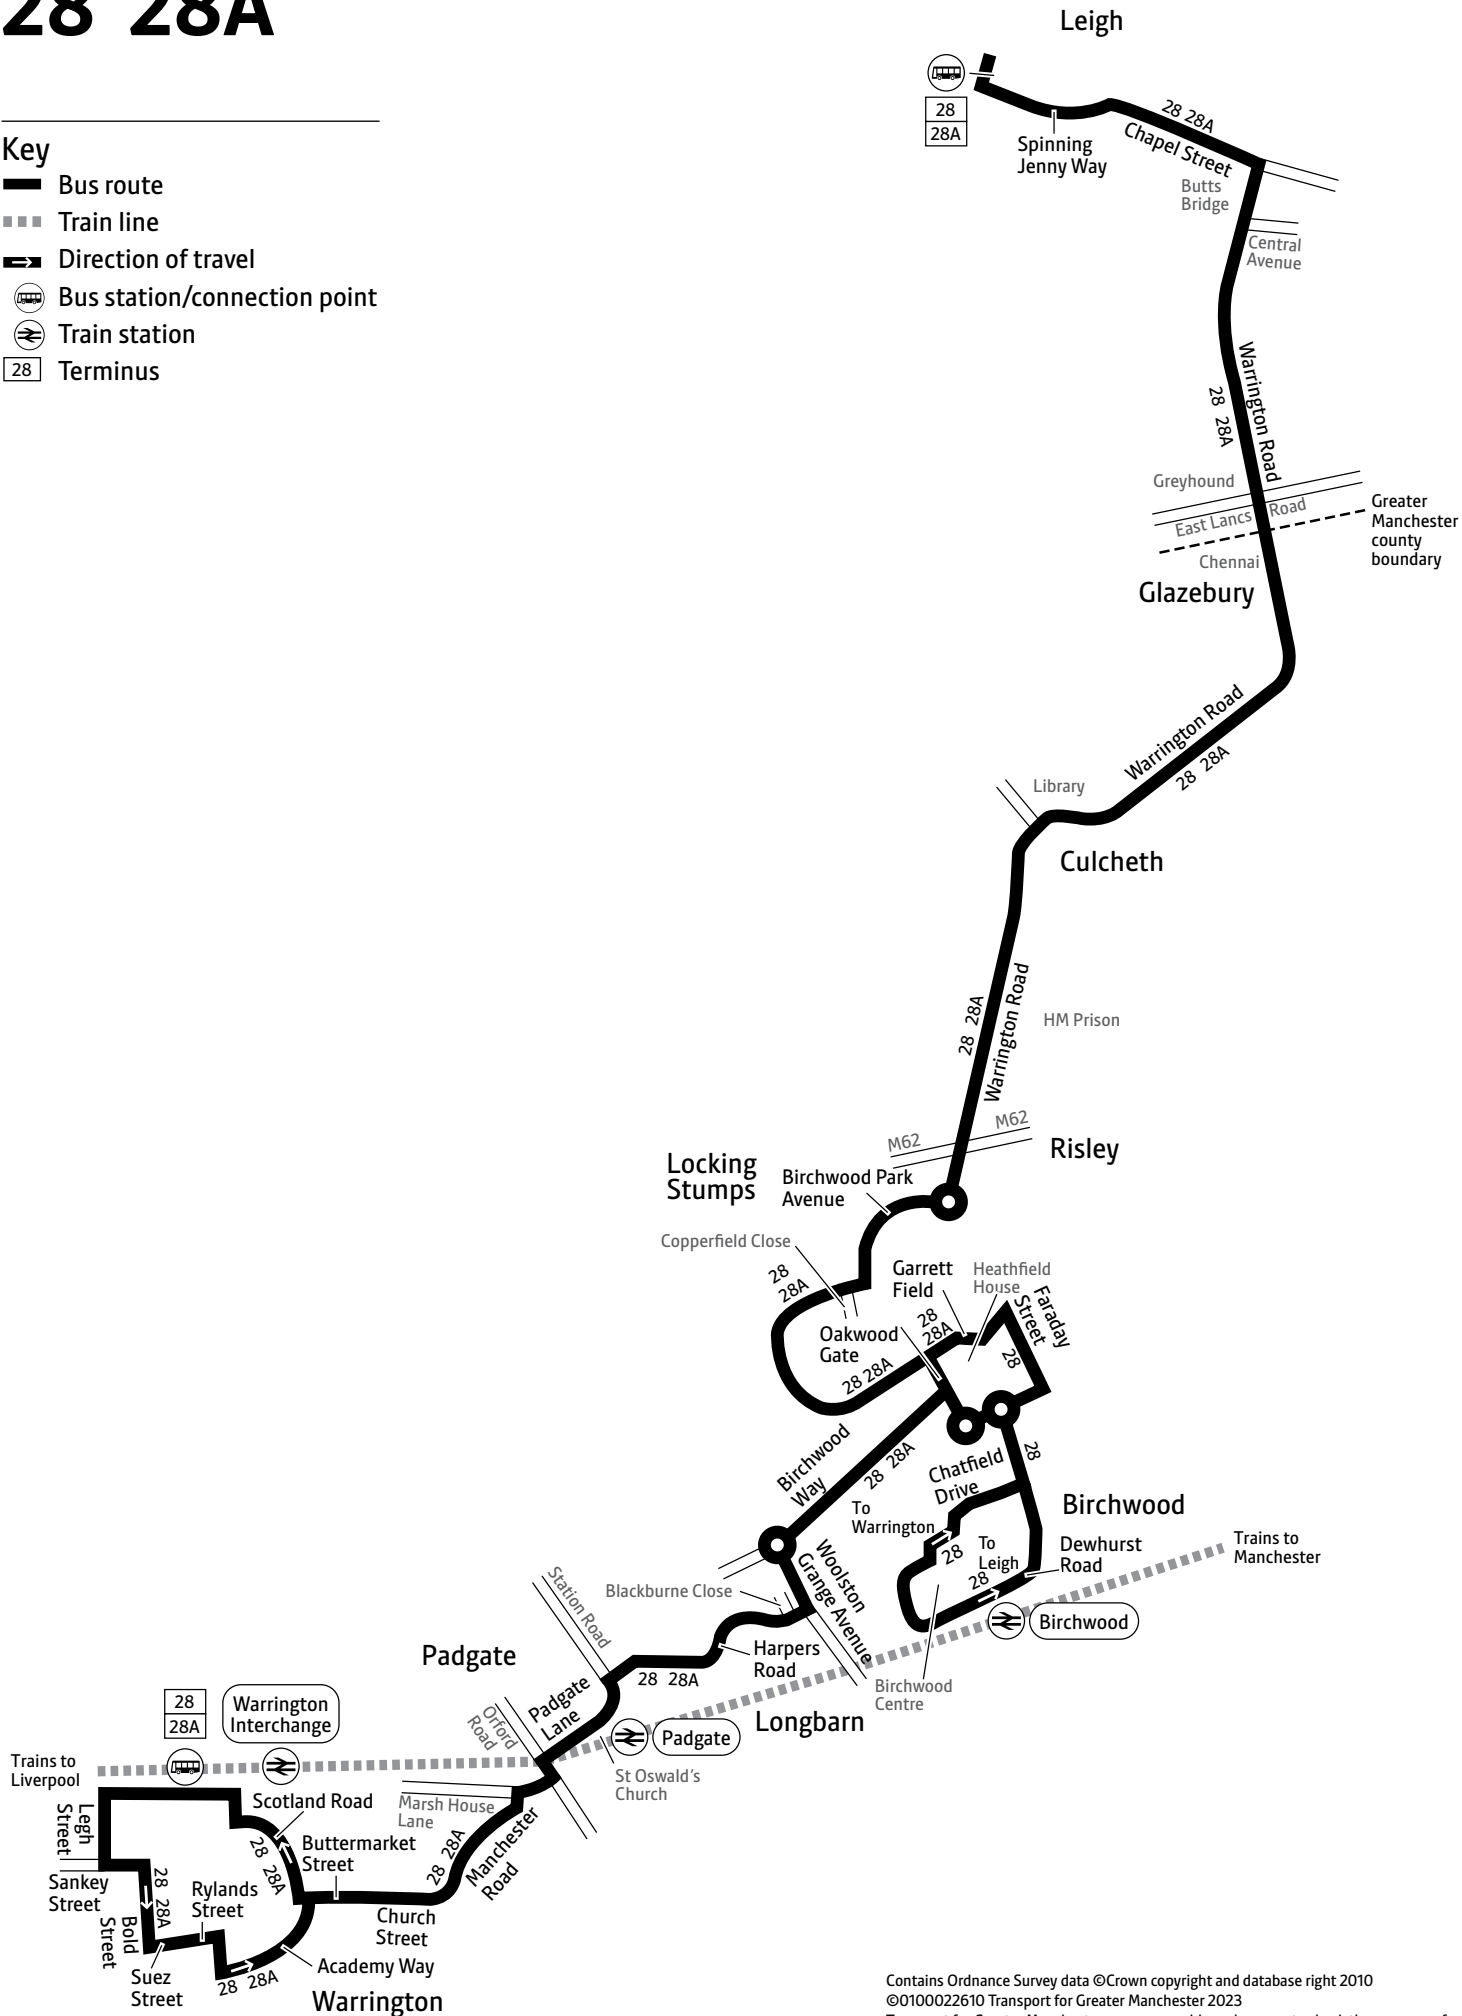 28 28A
Key
Bus route
Train line
Direction of travel
Bus station/connection point
Train station
28
Terminus
Leigh
28
28A
Spinning
Jenny Way
28 28A
Chapel Street
Butts
Bridge
Central
Avenue
Warrington Road
28 28A
Greyhound
East Lancs Road
Greater
Manchester
county
boundary
Chennai
Glazebury
Warrington Road
28 28A
Library
Culcheth
28 28A
Warrington Road
HM Prison
M62
M62
Risley
Locking
Stumps
Birchwood Park
Avenue
Copperfield Close
28
28A
Garrett
Field
Heathfield
House
Faraday
Street
28
28
28A
Oakwood
Gate
28 28A
Birchwood
Way
28 28A
28
Chatfield
Drive
Birchwood
To
Warrington
28
To
Leigh
28
Dewhurst
Road
Trains to
Manchester
Birchwood
Birchwood
Centre
Woolston
Grange Avenue
Blackburne Close
Station Road
Harpers
Road
28 28A
Padgate
Padgate
Lane
Orford
Road
Longbarn
Padgate
St Oswald's
Church
28
28A
Warrington
Interchange
Trains to
Liverpool
Legh
Street
Scotland Road
Marsh House
Lane
28 28A
Manchester
Road
28 28A
Buttermarket
Street
Sankey
Street
28 28A
Rylands
Street
Church
Street
Bold
Street
Suez
Street
28 28A
Academy Way
Warrington
Contains Ordnance Survey data ©Crown copyright and database right 2010
©0100022610 Transport for Greater Manchester 2023